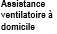 Assistance
ventilatoire à
domicile